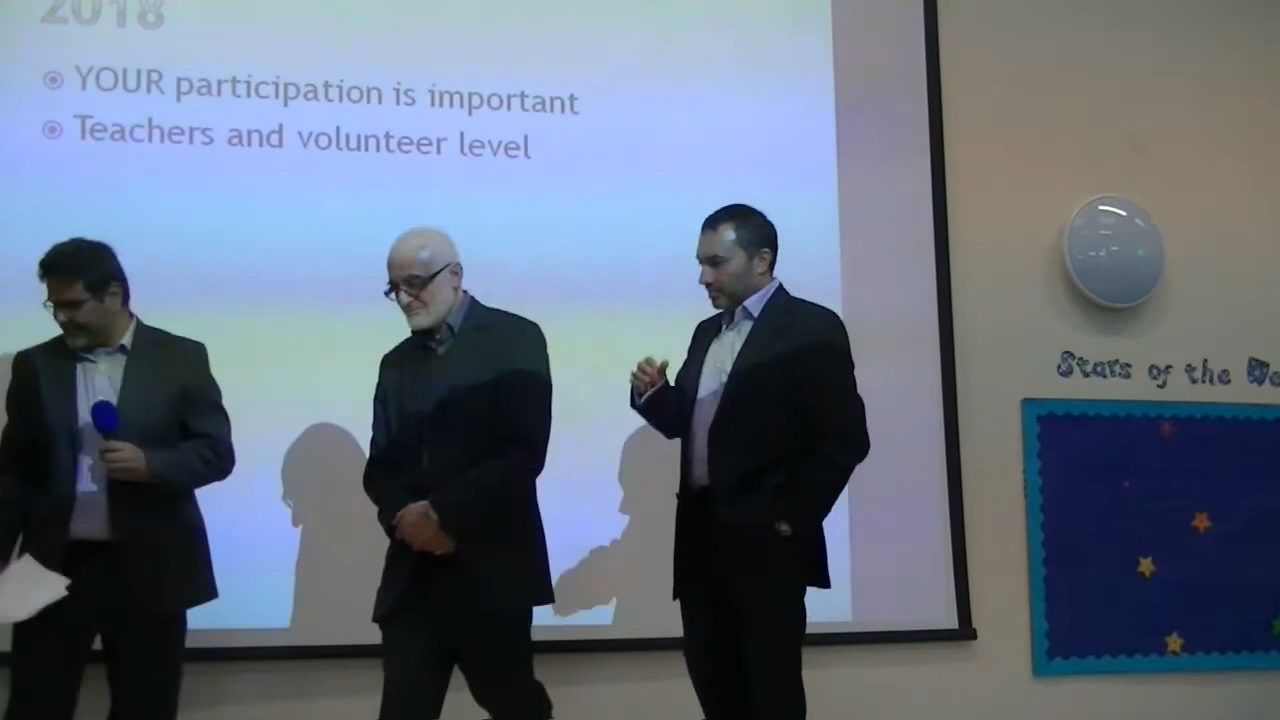 2018
YOUR participation is important
Teachers and volunteer level
Stars of the